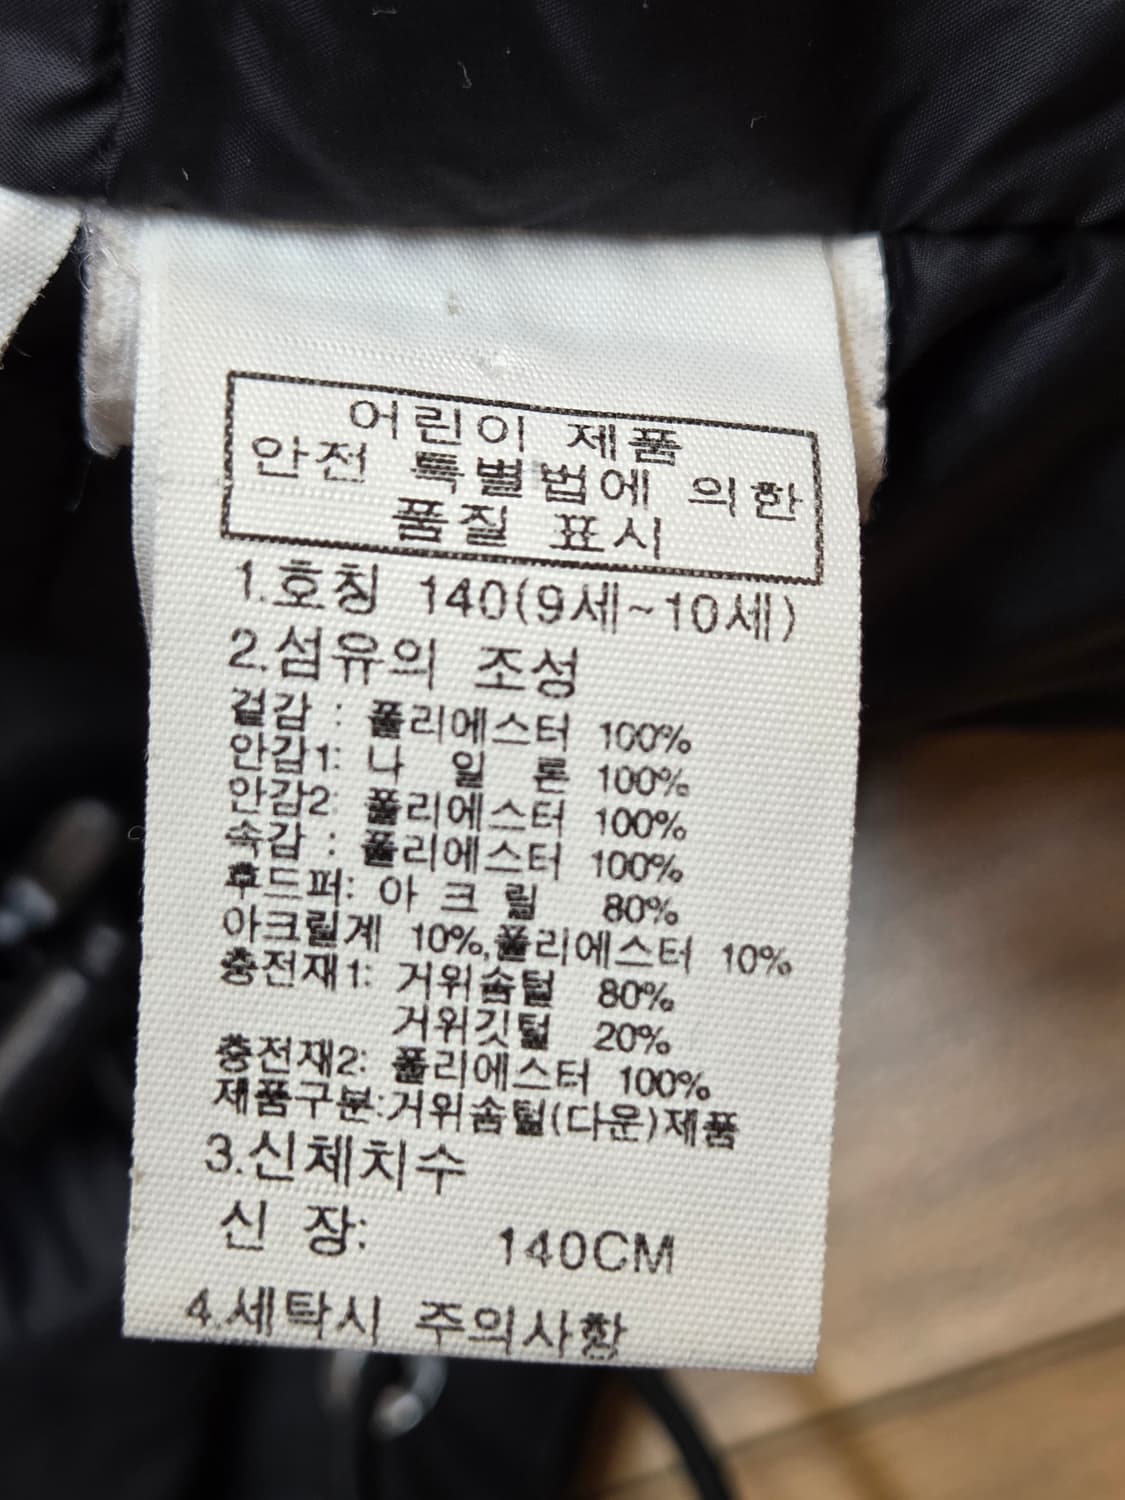 어린이 제품
안전 특별법에 의한
품질 표시
1.호칭 140(9세~10세)
2.섬유의 조성
겉감 : 폴리에스터 100%
안감1: 나 일 론 100%
안감2: 폴리에스터 100%
속감 : 폴리에스터 100%
후드퍼: 아 크 릴 80%
아크릴계 10%,폴리에스터 10%
충전재1: 거위솜털 80%
거위깃털 20%
충전재2: 폴리에스터 100%
제품구분:거위솜털(다운)제품
3.신체치수
신 장: 140CM
4.세탁시 주의사항